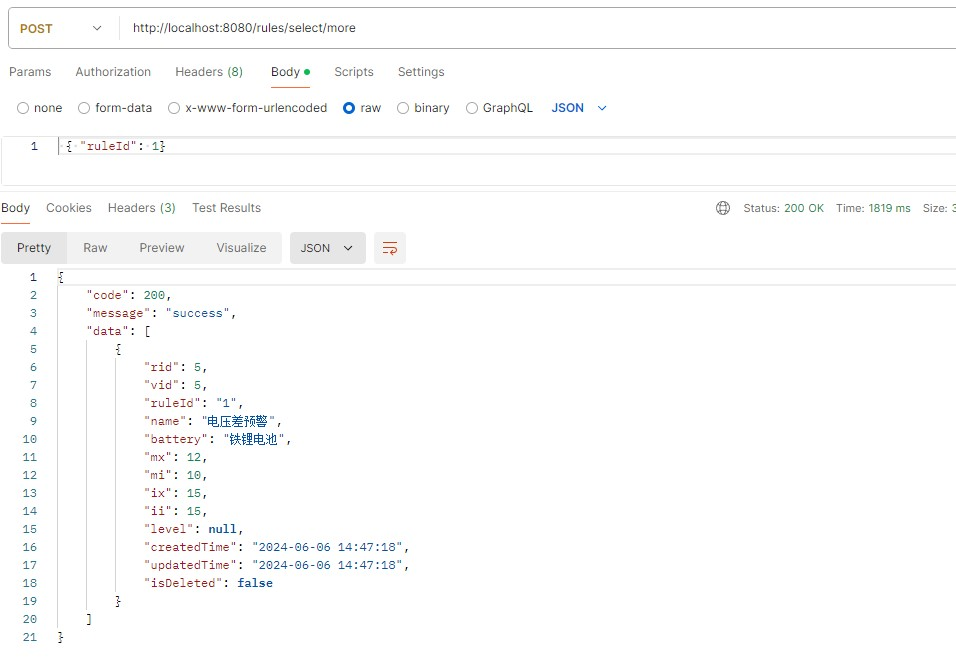 POST http://localhost:8080/rules/select/more
Params Authorization Headers (8) Body Scripts Settings
none form-data x-www-form-urlencoded raw binary GraphQL JSON
1 { "ruleId": 1}
Body Cookies Headers (3) Test Results Status: 200 OK Time: 1819 ms Size: 3
Pretty Raw Preview Visualize JSON
1 {
2 "code": 200,
3 "message": "success",
4 "data": [
5 {
6 "rid": 5,
7 "vid": 5,
8 "ruleId": "1",
9 "name": "电压差预警",
10 "battery": "铁锂电池",
11 "mx": 12,
12 "mi": 10,
13 "ix": 15,
14 "ii": 15,
15 "level": null,
16 "createdTime": "2024-06-06 14:47:18",
17 "updatedTime": "2024-06-06 14:47:18",
18 "isDeleted": false
19 }
20 ]
21 }